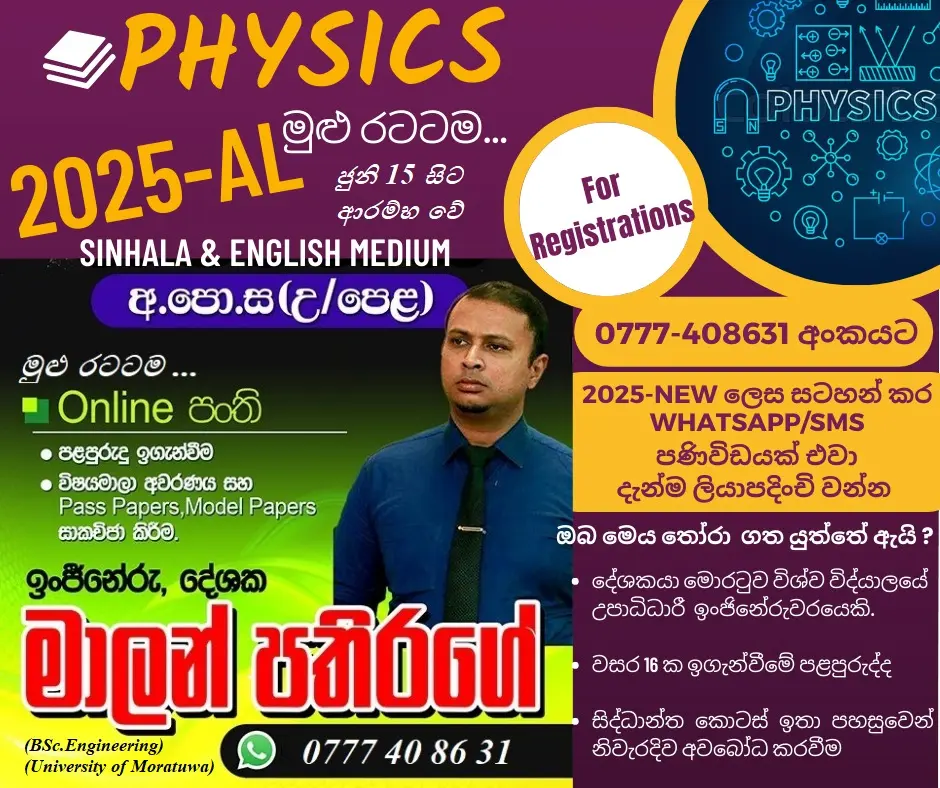 PHYSICS
2025-AL
මුළු රටටම...
ජුනි 15 සිට
ආරම්භ වේ
SINHALA & ENGLISH MEDIUM
PHYSICS
S N
For
Registrations
අ.පො.ස(උ/පෙළ)
මුළු රටටම ...
Online පංති
• පළපුරුදු ඉගැන්වීම
• විෂයමාලා අවරණය සහ
Pass Papers,Model Papers
සාකච්ඡා කිරිම.
ඉංජිනේරු, දේශක
මාලන් පතිරගේ
(BSc.Engineering)
(University of Moratuwa)
0777 40 86 31
0777-408631 අංකයට
2025-NEW ලෙස සටහන් කර
WHATSAPP/SMS
පණිවිඩයක් එවා
දැන්ම ලියාපදිංචි වන්න
ඔබ මෙය තෝරා ගත යුත්තේ ඇයි ?
• දේශකයා මොරටුව විශ්ව විද්යාලයේ
උපාධිධාරී ඉංජිනේරුවරයෙකි.
• වසර 16 ක ඉගැන්වීමේ පළපුරුද්ද
• සිද්ධාන්ත කොටස් ඉතා පහසුවෙන්
නිවැරදිව අවබෝධ කරවීම